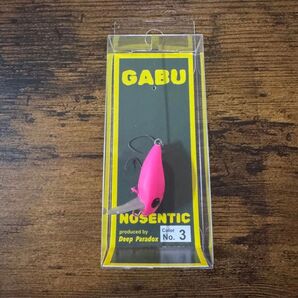 GABU
NOSENTIC
produced by
Deep Paradox
Color
No. 3